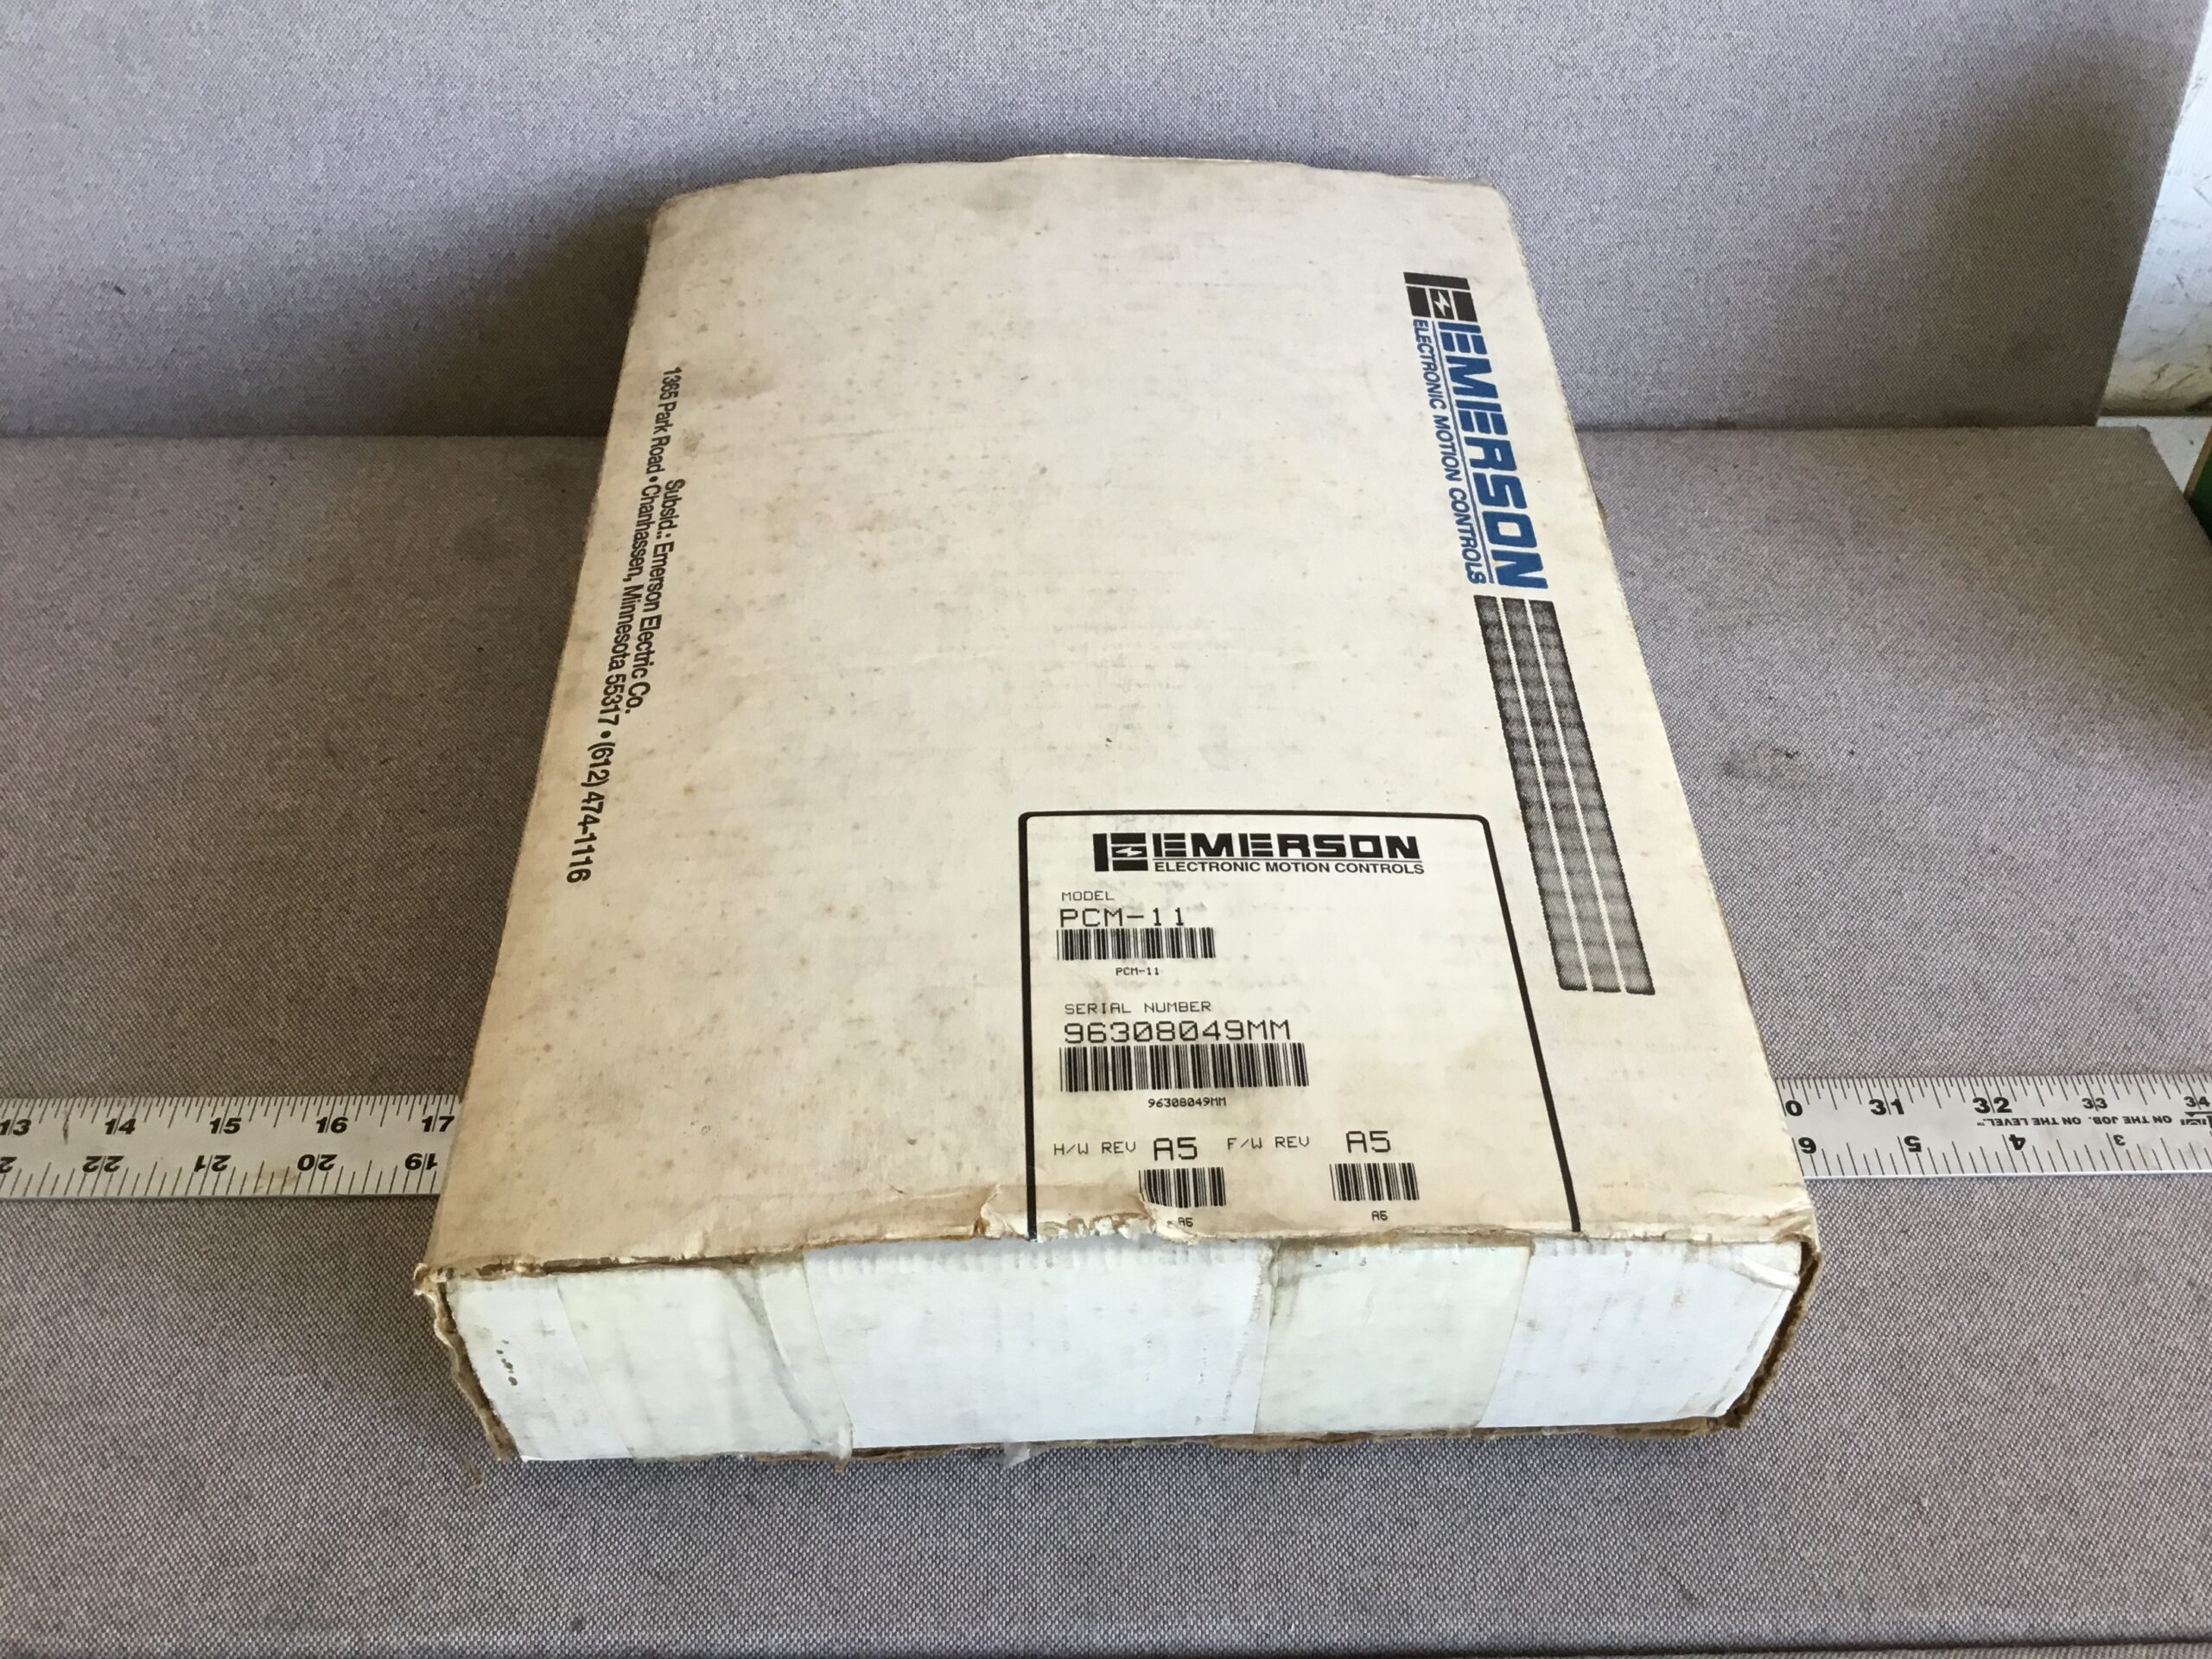 EMERSON
ELECTRONIC MOTION CONTROLS
Subsid.: Emerson Electric Co.
1365 Park Road • Chanhassen, Minnesota 55317 • (612) 474-1116
EMERSON
ELECTRONIC MOTION CONTROLS
MODEL
PCM-11
PCM-11
SERIAL NUMBER
96308049MM
96308049MM
H/W REV A5 F/W REV A5
A5 A5
13 14 15 16 17
22 21 20 19
31 32 33 34
ON THE JOB. ON THE LEVEL.™
6 5 4 3